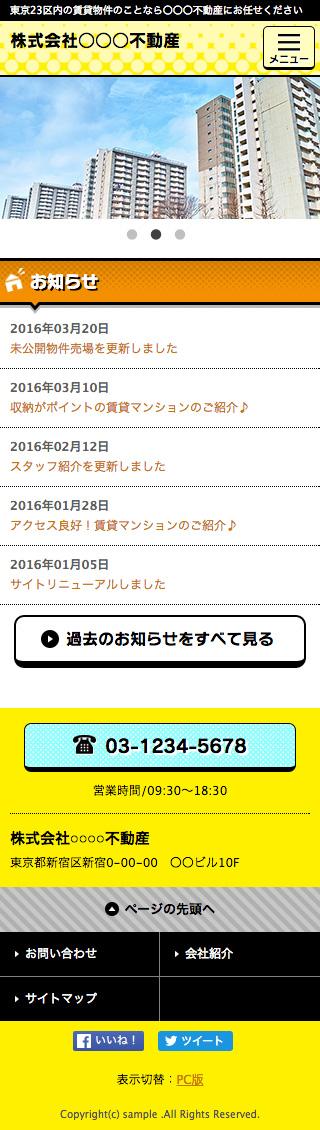 東京23区内の賃貸物件のことなら〇〇〇不動産にお任せください
株式会社〇〇〇不動産
メニュー
お知らせ
2016年03月20日
未公開物件売場を更新しました
2016年03月10日
収納がポイントの賃貸マンションのご紹介♪
2016年02月12日
スタッフ紹介を更新しました
2016年01月28日
アクセス良好！賃貸マンションのご紹介♪
2016年01月05日
サイトリニューアルしました
過去のお知らせをすべて見る
03-1234-5678
営業時間/09:30〜18:30
株式会社○○○○不動産
東京都新宿区新宿0-00-00　〇〇ビル10F
ページの先頭へ
お問い合わせ
会社紹介
サイトマップ
いいね！
ツイート
表示切替：PC版
Copyright(c) sample .All Rights Reserved.